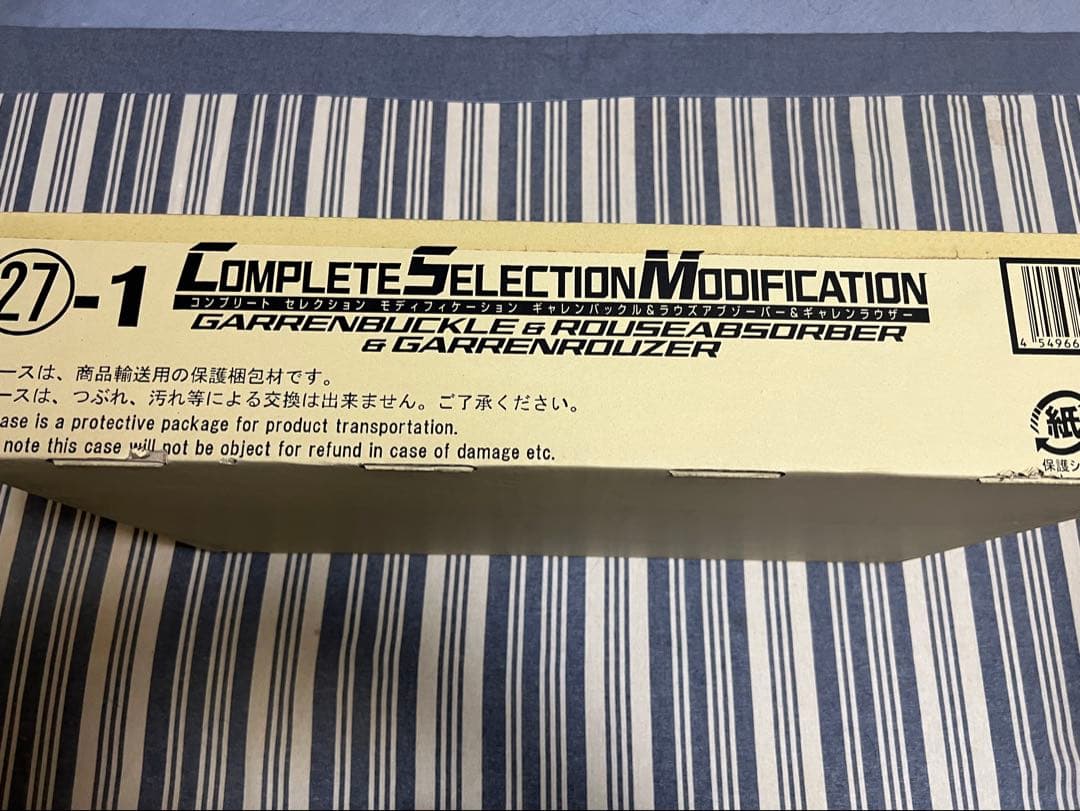 27-1
COMPLETE SELECTION MODIFICATION
コンプリート セレクション モディフィケーション ギャレンバックル&ラウズアブソーバー&ギャレンラウザー
GARRENBUCKLE & ROUSEABSORBER
& GARRENROUZER
ースは、商品輸送用の保護梱包材です。
ースは、つぶれ、汚れ等による交換は出来ません。ご了承ください。
ase is a protective package for product transportation.
note this case will not be object for refund in case of damage etc.
4 54966
紙
保護シ